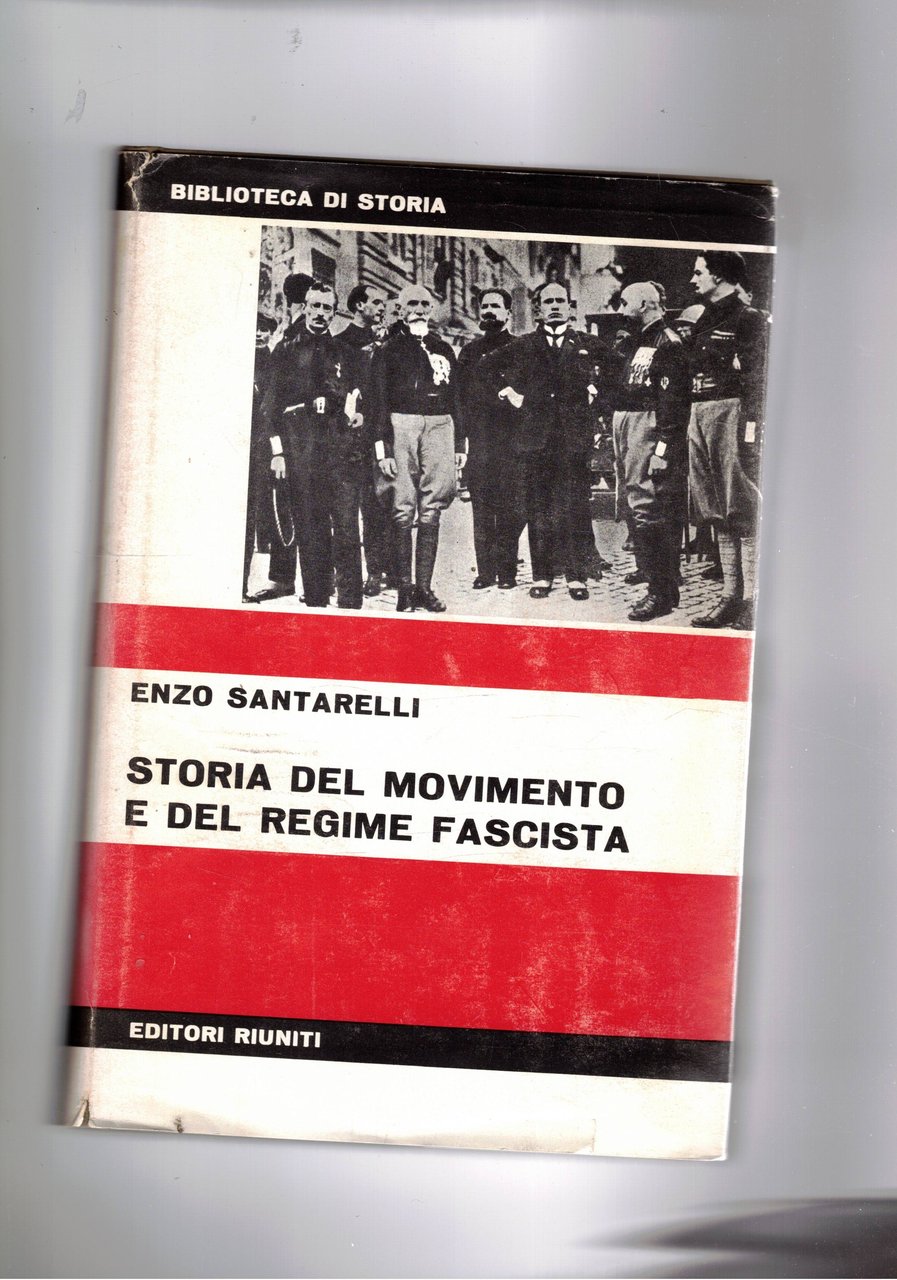 BIBLIOTECA DI STORIA
ENZO SANTARELLI
STORIA DEL MOVIMENTO
E DEL REGIME FASCISTA
EDITORI RIUNITI